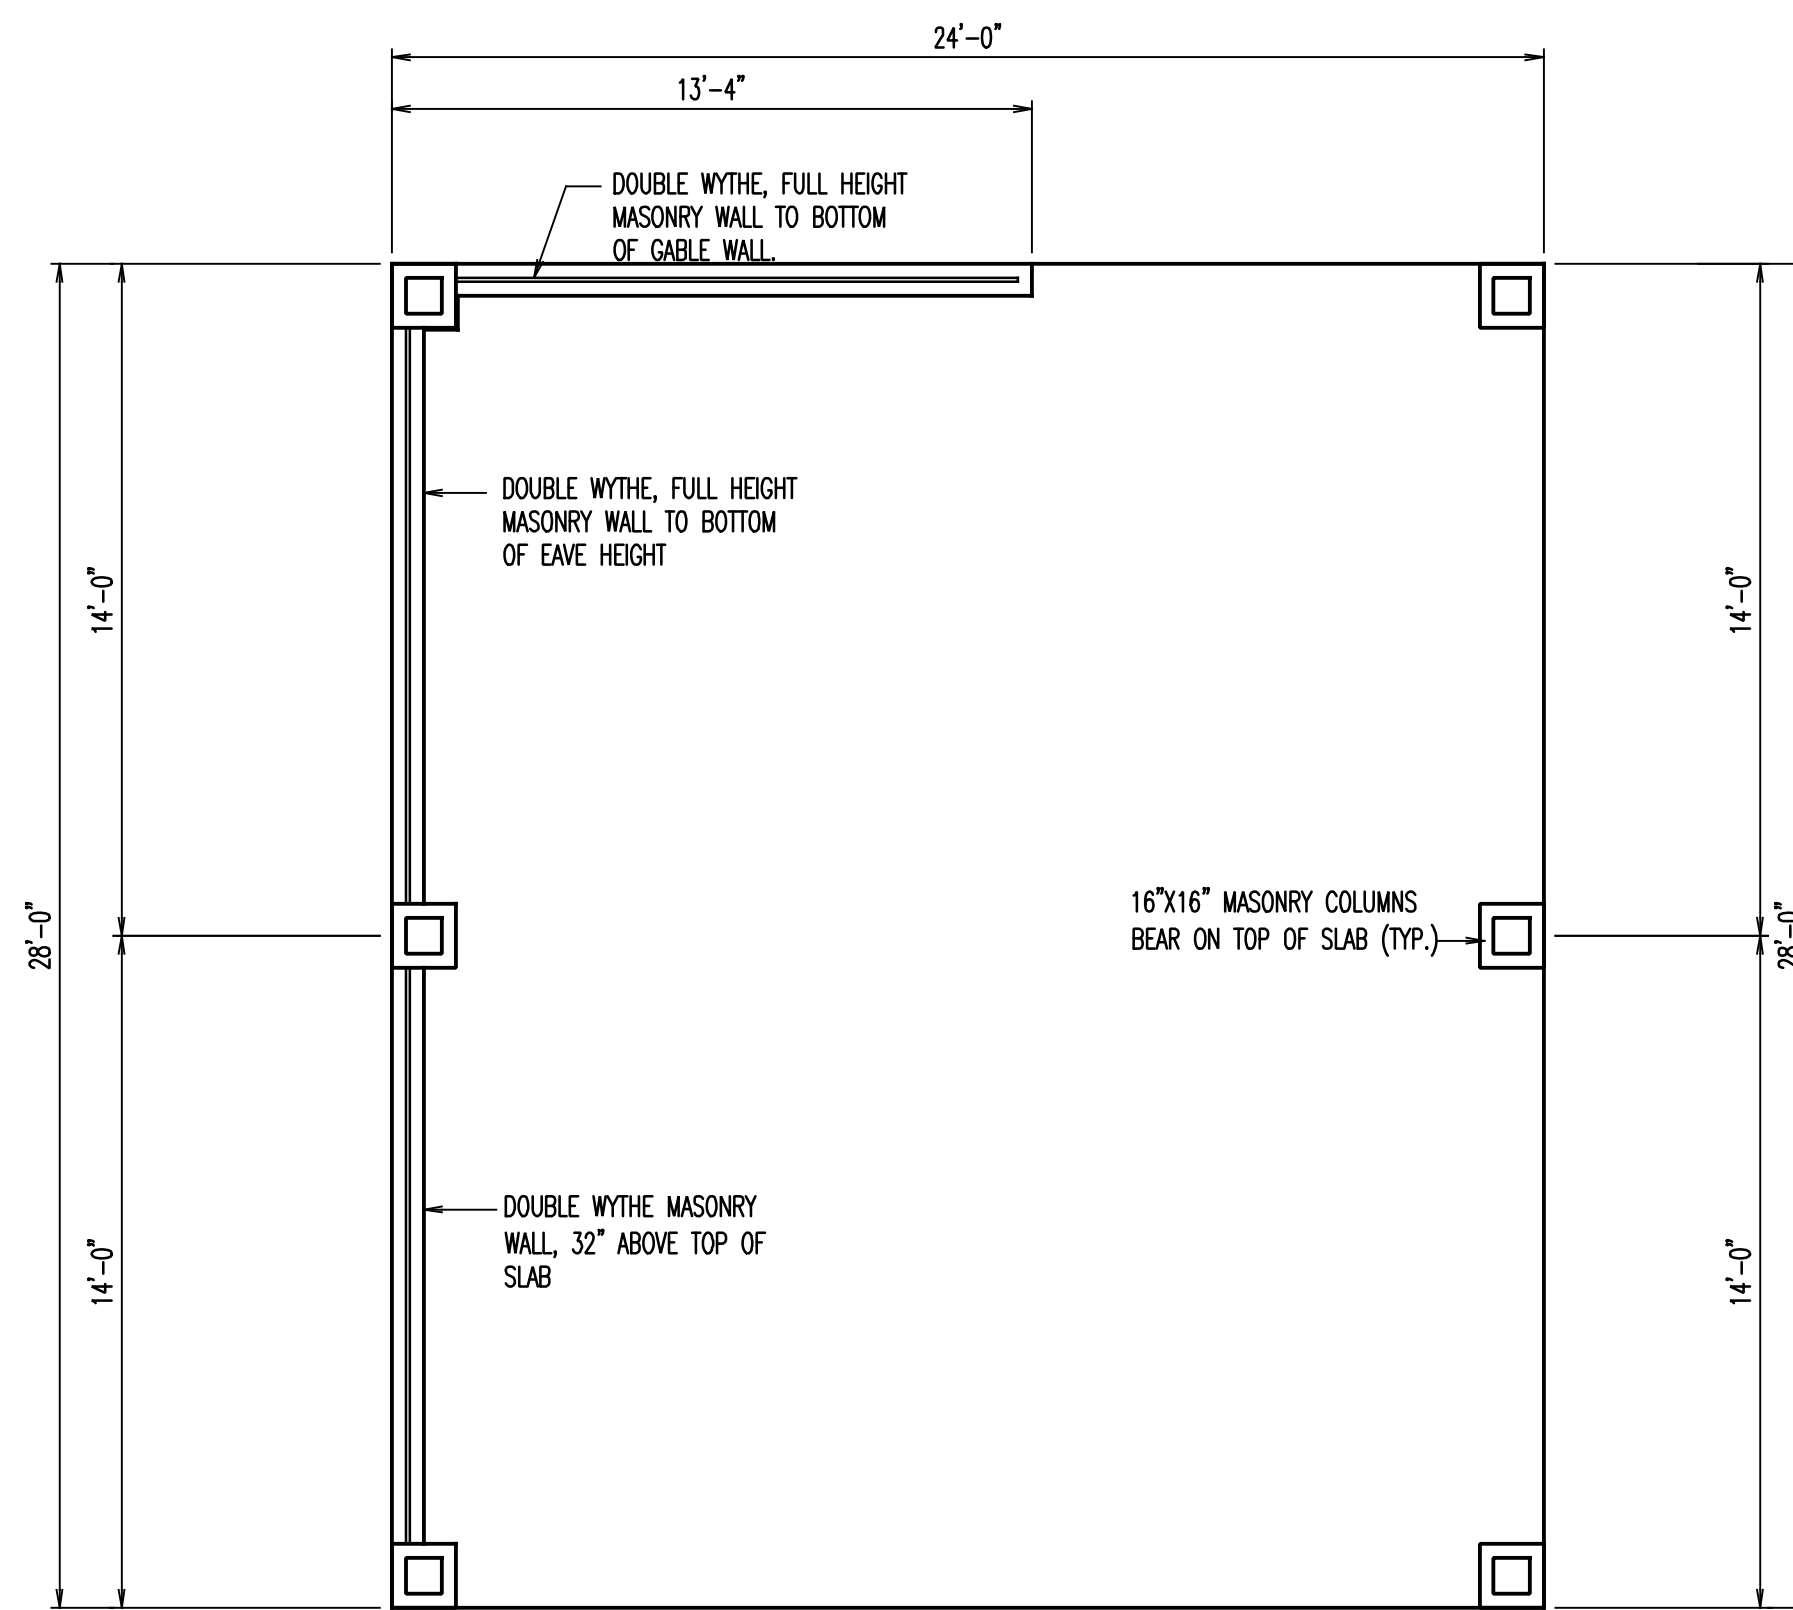 24'-0"
13'-4"
DOUBLE WYTHE, FULL HEIGHT
MASONRY WALL TO BOTTOM
OF GABLE WALL.
DOUBLE WYTHE, FULL HEIGHT
MASONRY WALL TO BOTTOM
OF EAVE HEIGHT
14'-0"
14'-0"
28'-0"
16"X16" MASONRY COLUMNS
BEAR ON TOP OF SLAB (TYP.)
28'-0"
DOUBLE WYTHE MASONRY
WALL, 32" ABOVE TOP OF
SLAB
14'-0"
14'-0"